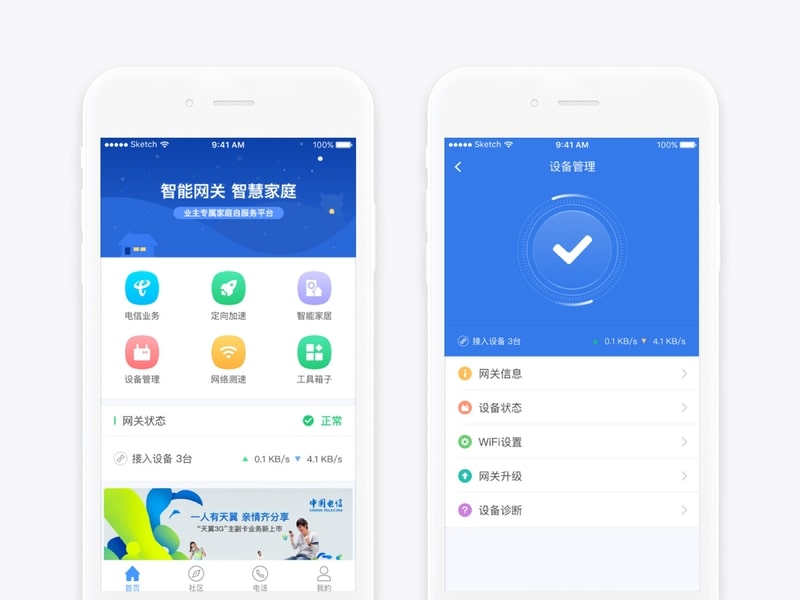 Sketch 9:41 AM 100%
智能网关 智慧家庭
业主专属家庭自服务平台
电信业务 定向加速 智能家居
设备管理 网络测速 工具箱子
网关状态 正常
接入设备 3台 0.1 KB/s 4.1 KB/s
中国电信
CHINA TELECOM
一人有天翼 亲情齐分享
“天翼3G”主副卡业务新上市
首页 社区 电话 我的
Sketch 9:41 AM 100%
设备管理
接入设备 3台 0.1 KB/s 4.1 KB/s
网关信息
设备状态
WiFi设置
网关升级
设备诊断